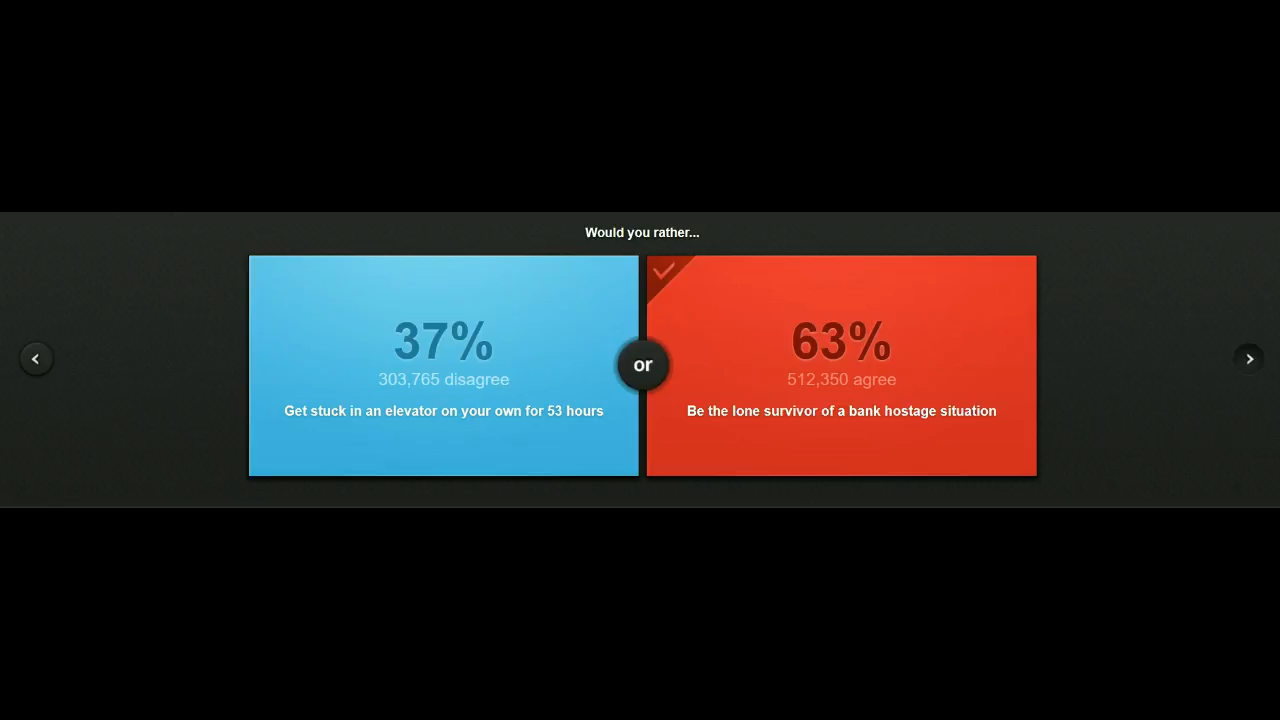 Would you rather...
37%
303,765 disagree
Get stuck in an elevator on your own for 53 hours
or
63%
512,350 agree
Be the lone survivor of a bank hostage situation